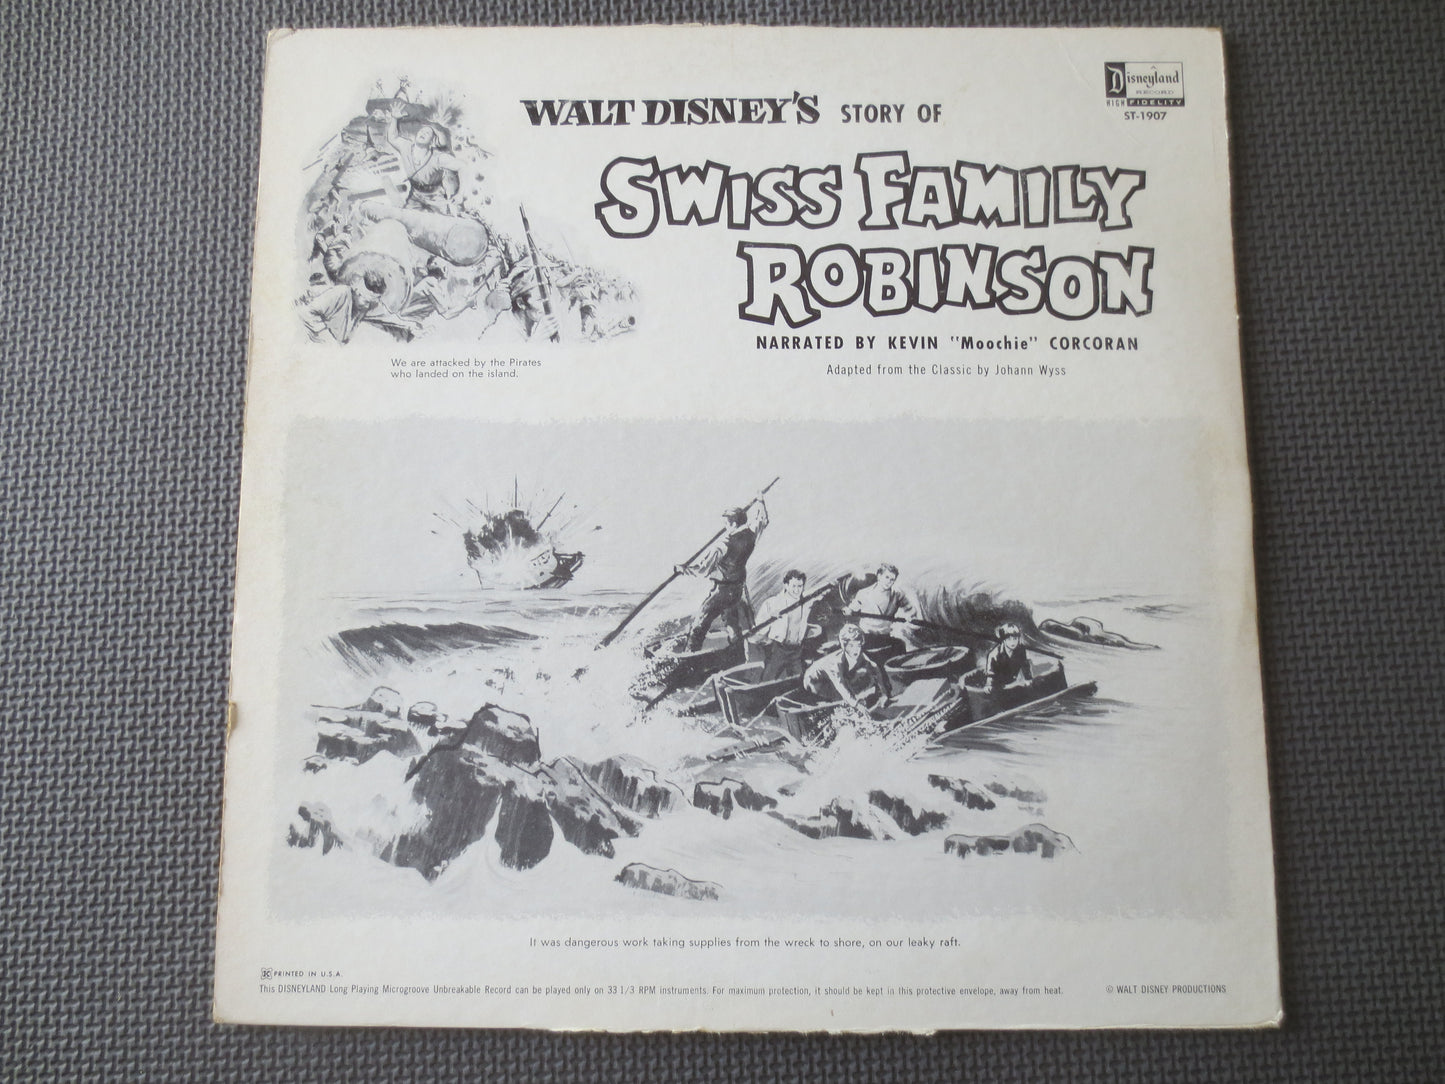 WALT DISNEY'S STORY OF
SWISS FAMILY
ROBINSON
NARRATED BY KEVIN "Moochie" CORCORAN
Adapted from the Classic by Johann Wyss
Disneyland
RECORD
HIGH FIDELITY
ST-1907
We are attacked by the Pirates
who landed on the island.
It was dangerous work taking supplies from the wreck to shore, on our leaky raft.
PRINTED IN U.S.A.
This DISNEYLAND Long Playing Microgroove Unbreakable Record can be played only on 33 1/3 RPM instruments. For maximum protection, it should be kept in this protective envelope, away from heat.
© WALT DISNEY PRODUCTIONS